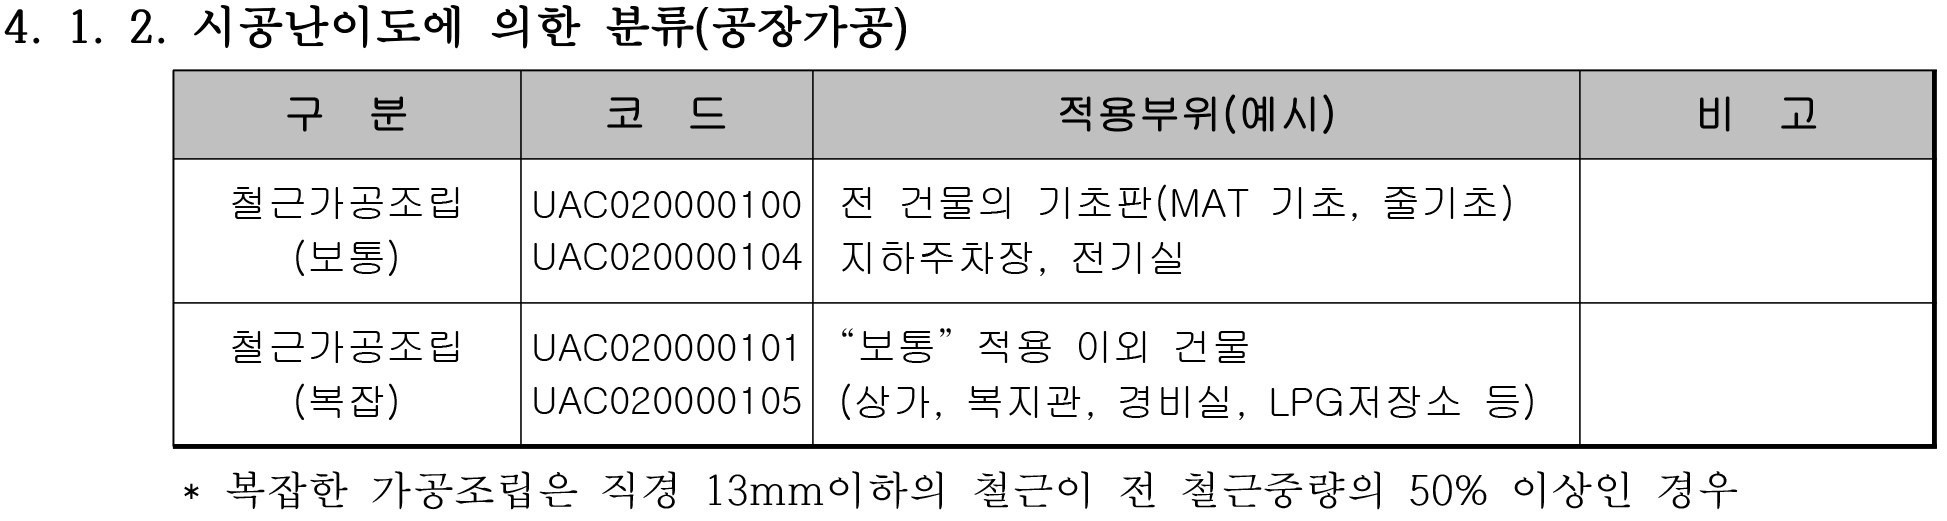 4. 1. 2. 시공난이도에 의한 분류(공장가공)
구 분 코 드 적용부위(예시) 비 고
철근가공조립 UAC020000100 전 건물의 기초판(MAT 기초, 줄기초)
(보통) UAC020000104 지하주차장, 전기실
철근가공조립 UAC020000101 “보통” 적용 이외 건물
(복잡) UAC020000105 (상가, 복지관, 경비실, LPG저장소 등)
* 복잡한 가공조립은 직경 13mm이하의 철근이 전 철근중량의 50% 이상인 경우